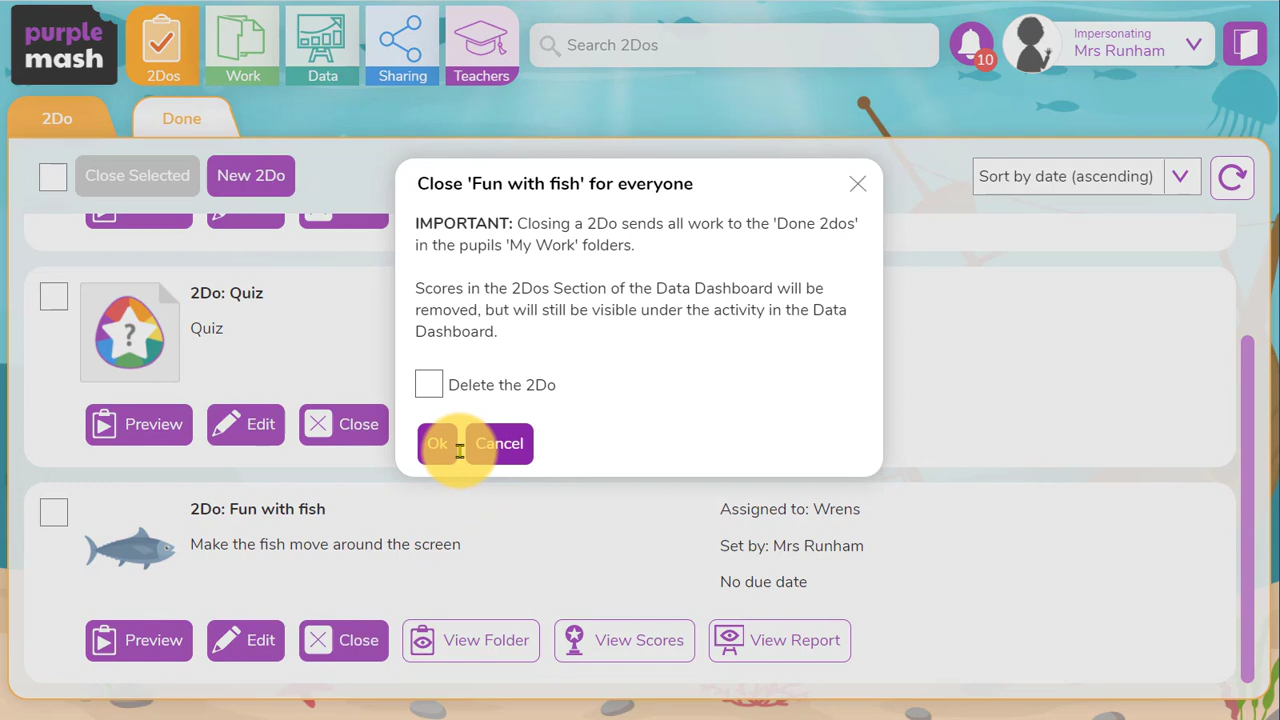 purple
mash
2Dos
Work
Data
Sharing
Teachers
Search 2Dos
10
Impersonating
Mrs Runham
2Do
Done
Close Selected
New 2Do
Sort by date (ascending)
Close 'Fun with fish' for everyone
IMPORTANT: Closing a 2Do sends all work to the 'Done 2dos'
in the pupils 'My Work' folders.
Scores in the 2Dos Section of the Data Dashboard will be
removed, but will still be visible under the activity in the Data
Dashboard.
Delete the 2Do
Ok
Cancel
2Do: Quiz
Quiz
?
Preview
Edit
Close
2Do: Fun with fish
Make the fish move around the screen
Assigned to: Wrens
Set by: Mrs Runham
No due date
Preview
Edit
Close
View Folder
View Scores
View Report